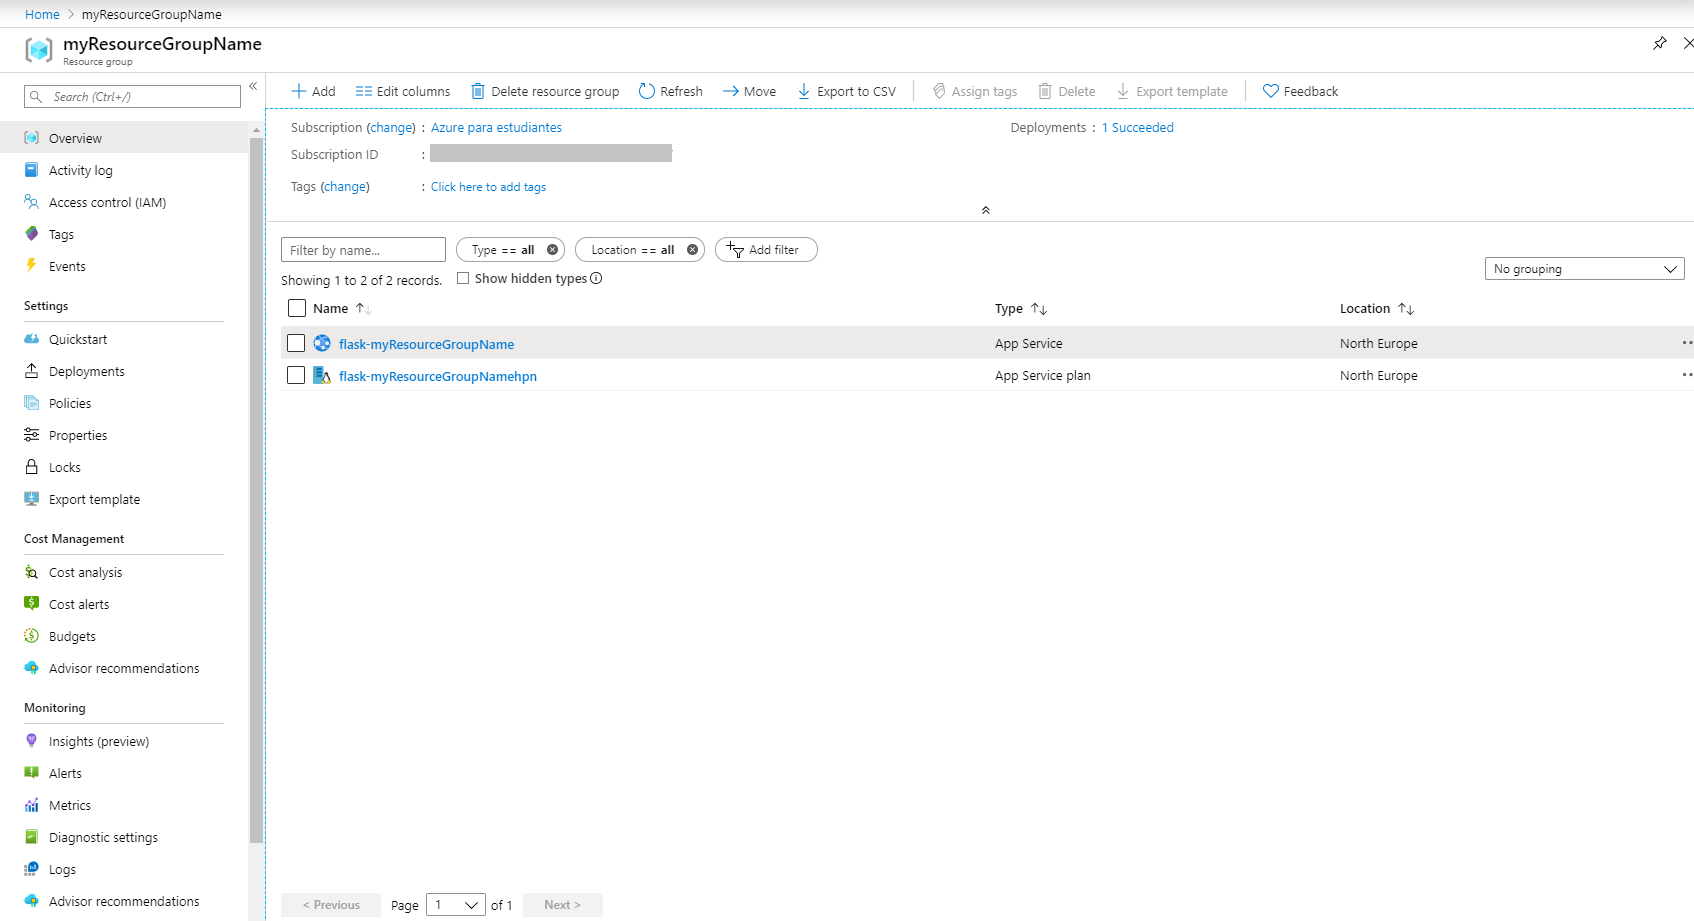 Home > myResourceGroupName
myResourceGroupName
Resource group
Search (Ctrl+/)
«
Overview
Activity log
Access control (IAM)
Tags
Events
Settings
Quickstart
Deployments
Policies
Properties
Locks
Export template
Cost Management
Cost analysis
Cost alerts
Budgets
Advisor recommendations
Monitoring
Insights (preview)
Alerts
Metrics
Diagnostic settings
Logs
Advisor recommendations
Add Edit columns Delete resource group Refresh Move Export to CSV Assign tags Delete Export template Feedback
Subscription (change) : Azure para estudiantes Deployments : 1 Succeeded
Subscription ID :
Tags (change) : Click here to add tags
Filter by name... Type == all Location == all Add filter
Showing 1 to 2 of 2 records. Show hidden types No grouping
Name Type Location
flask-myResourceGroupName App Service North Europe
flask-myResourceGroupNamehpn App Service plan North Europe
< Previous Page 1 of 1 Next >